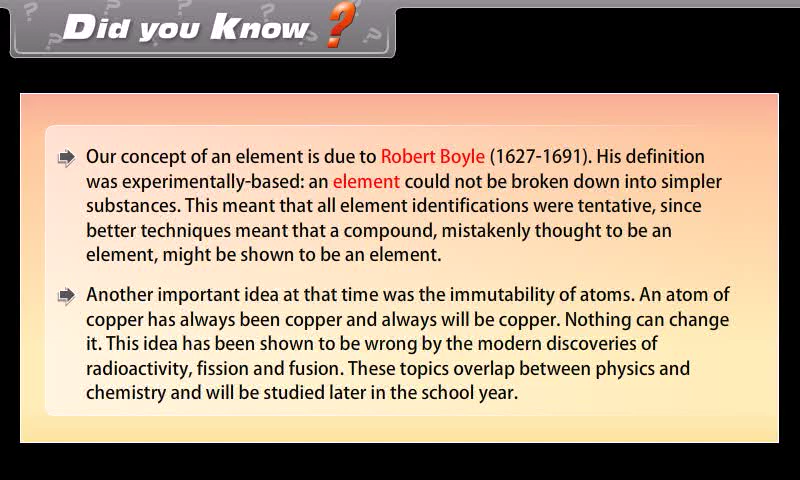 Did you Know ?
Our concept of an element is due to Robert Boyle (1627-1691). His definition
was experimentally-based: an element could not be broken down into simpler
substances. This meant that all element identifications were tentative, since
better techniques meant that a compound, mistakenly thought to be an
element, might be shown to be an element.
Another important idea at that time was the immutability of atoms. An atom of
copper has always been copper and always will be copper. Nothing can change
it. This idea has been shown to be wrong by the modern discoveries of
radioactivity, fission and fusion. These topics overlap between physics and
chemistry and will be studied later in the school year.